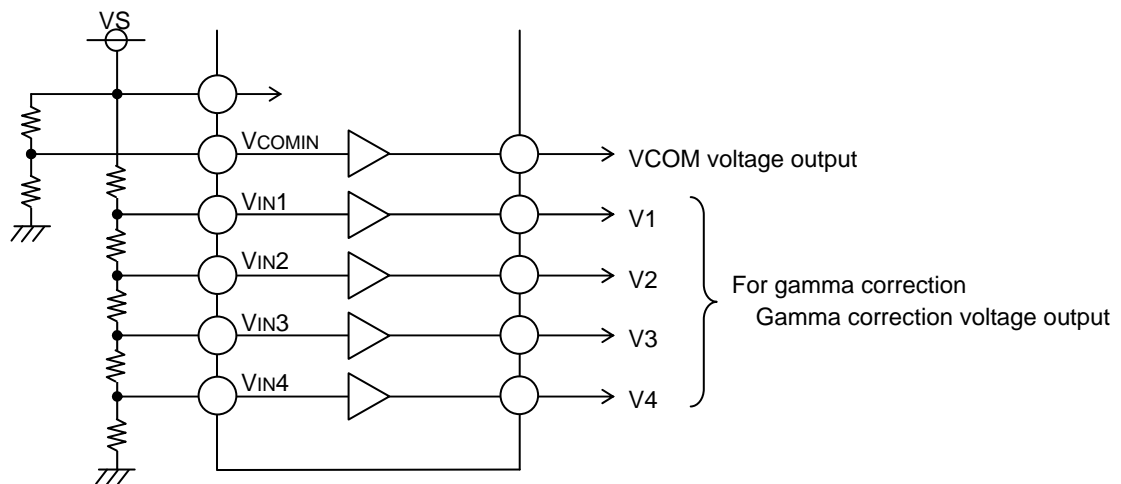 VS
VCOMIN
VCOM voltage output
VIN1
V1
VIN2
V2
For gamma correction
Gamma correction voltage output
VIN3
V3
VIN4
V4